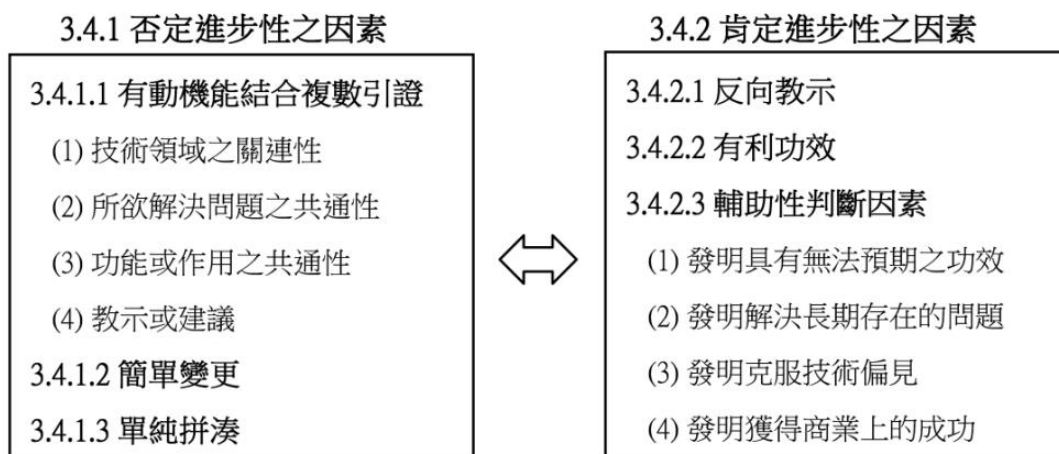 3.4.1 否定進步性之因素
3.4.1.1 有動機能結合複數引證
(1) 技術領域之關連性
(2) 所欲解決問題之共通性
(3) 功能或作用之共通性
(4) 教示或建議
3.4.1.2 簡單變更
3.4.1.3 單純拼湊
3.4.2 肯定進步性之因素
3.4.2.1 反向教示
3.4.2.2 有利功效
3.4.2.3 輔助性判斷因素
(1) 發明具有無法預期之功效
(2) 發明解決長期存在的問題
(3) 發明克服技術偏見
(4) 發明獲得商業上的成功